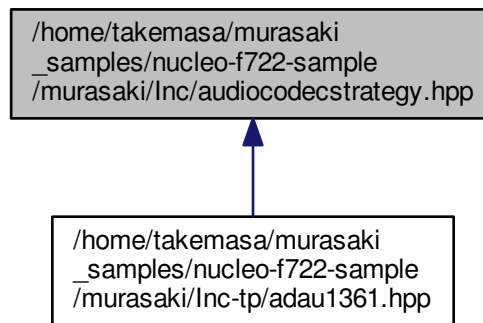 /home/takemasa/murasaki
_samples/nucleo-f722-sample
/murasaki/Inc/audiocodecstrategy.hpp
/home/takemasa/murasaki
_samples/nucleo-f722-sample
/murasaki/Inc-tp/adau1361.hpp